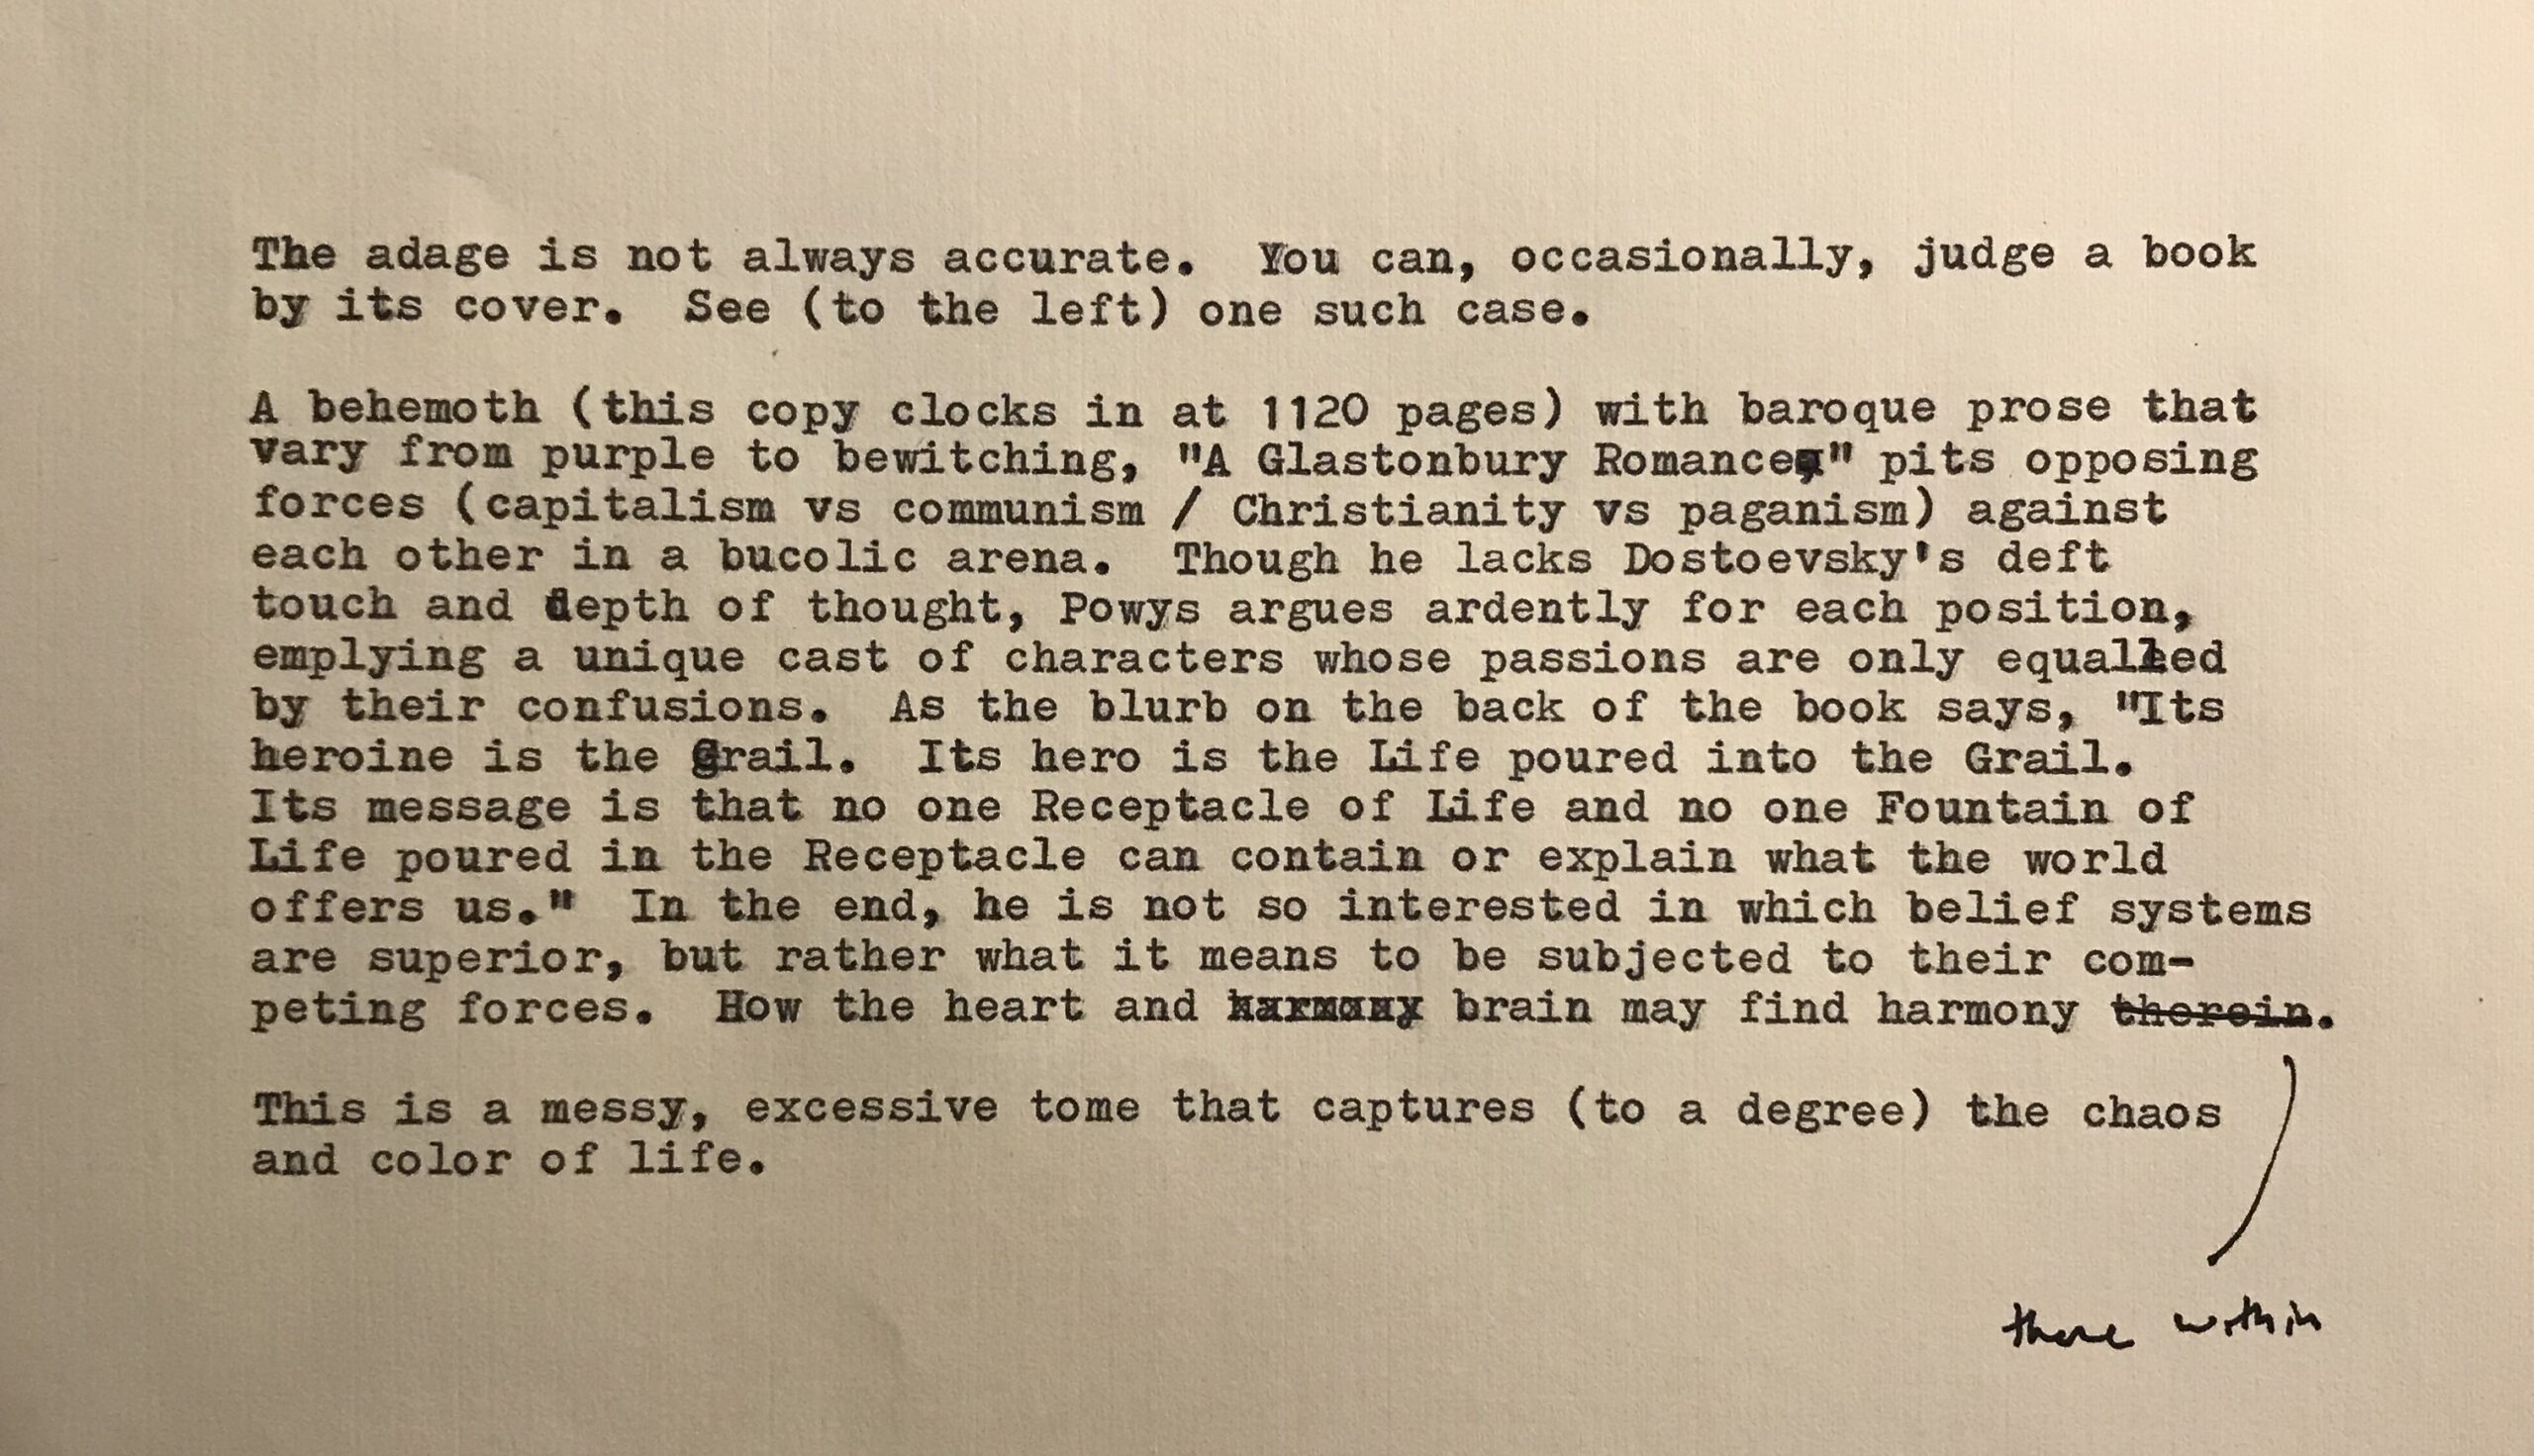 The adage is not always accurate.  You can, occasionally, judge a book
by its cover.  See (to the left) one such case.
A behemoth (this copy clocks in at 1120 pages) with baroque prose that
vary from purple to bewitching, "A Glastonbury Romance," pits opposing
forces (capitalism vs communism / Christianity vs paganism) against
each other in a bucolic arena.  Though he lacks Dostoevsky's deft
touch and depth of thought, Powys argues ardently for each position,
emplying a unique cast of characters whose passions are only equalled
by their confusions.  As the blurb on the back of the book says, "Its
heroine is the Grail.  Its hero is the Life poured into the Grail.
Its message is that no one Receptacle of Life and no one Fountain of
Life poured in the Receptacle can contain or explain what the world
offers us."  In the end, he is not so interested in which belief systems
are superior, but rather what it means to be subjected to their com-
peting forces.  How the heart and harmony brain may find harmony therein.
This is a messy, excessive tome that captures (to a degree) the chaos
and color of life.
there within